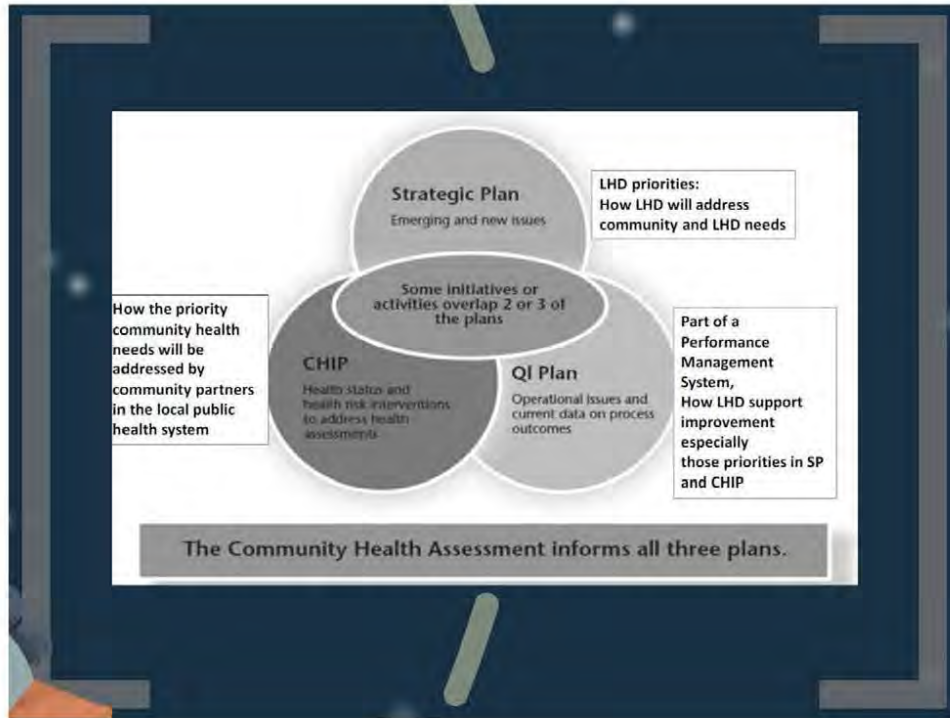 Strategic Plan
Emerging and new issues
LHD priorities:
How LHD will address
community and LHD needs
Some initiatives or
activities overlap 2 or 3 of
the plans
How the priority
community health
needs will be
addressed by
community partners
in the local public
health system
CHIP
Health status and
health risk interventions
to address health
assessments
QI Plan
Operational issues and
current data on process
outcomes
Part of a
Performance
Management
System,
How LHD support
improvement
especially
those priorities in SP
and CHIP
The Community Health Assessment informs all three plans.